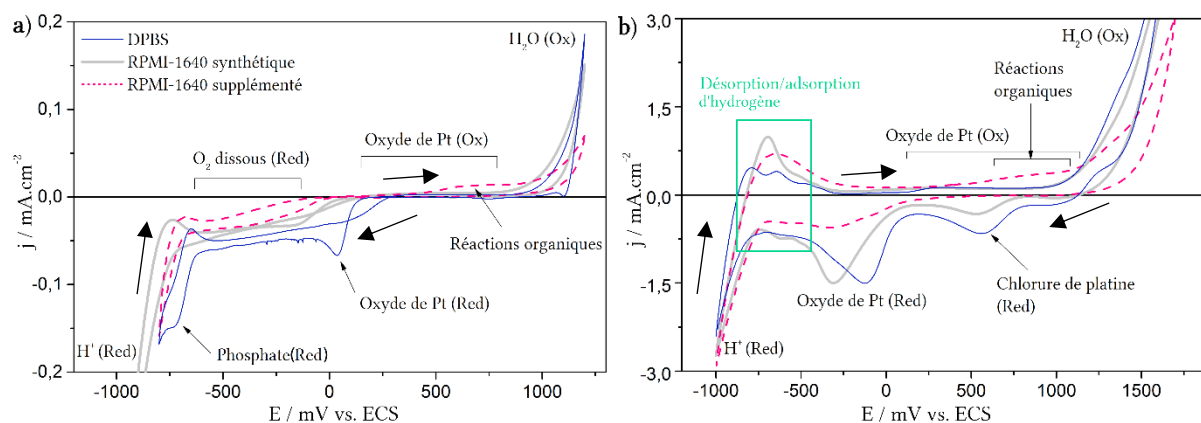 a)
0,2
0,1
0,0
-0,1
-0,2
j / mA.cm⁻²
DPBS
RPMI-1640 synthétique
RPMI-1640 supplémenté
H₂O (Ox)
Oxyde de Pt (Ox)
O₂ dissous (Red)
Réactions organiques
Oxyde de Pt (Red)
Phosphate(Red)
H⁺ (Red)
-1000 -500 0 500 1000
E / mV vs. ECS
b)
3,0
1,5
0,0
-1,5
-3,0
j / mA.cm⁻²
H₂O (Ox)
Désorption/adsorption
d'hydrogène
Réactions
organiques
Oxyde de Pt (Ox)
Oxyde de Pt (Red)
Chlorure de platine
(Red)
H⁺ (Red)
-1000 -500 0 500 1000 1500
E / mV vs. ECS